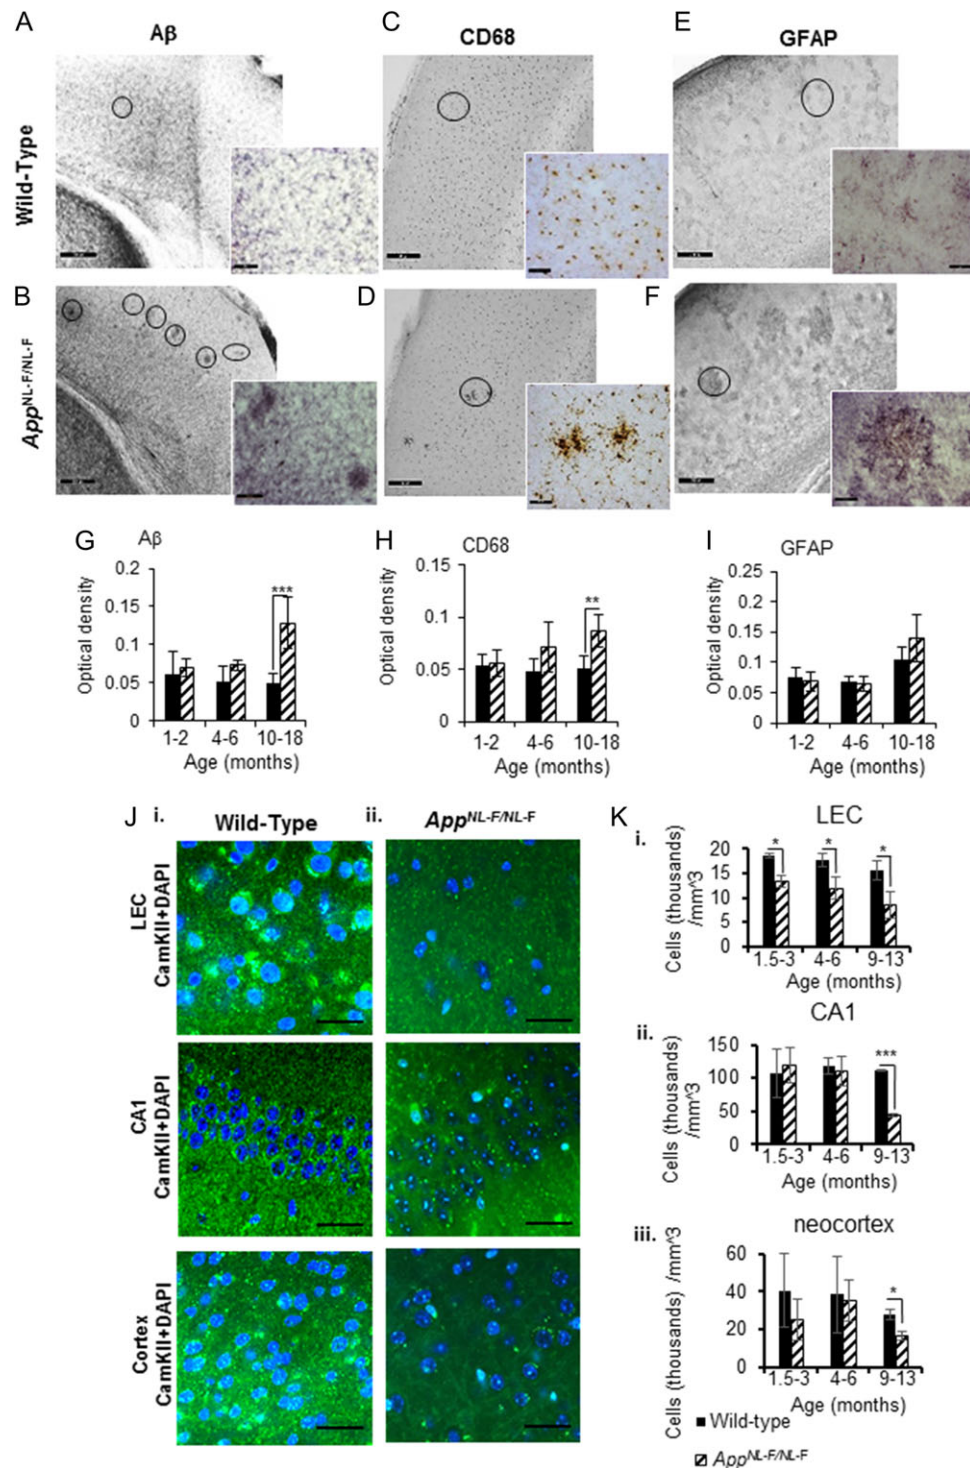 A
Aβ
C
CD68
E
GFAP
Wild-Type
B
D
F
App^NL-F/NL-F
G
Aβ
Optical density
0.2
0.15
0.1
0.05
0
***
1-2
4-6
10-18
Age (months)
H
CD68
Optical density
0.15
0.1
0.05
0
**
1-2
4-6
10-18
Age (months)
I
GFAP
Optical density
0.25
0.2
0.15
0.1
0.05
0
1-2
4-6
10-18
Age (months)
J
i.
Wild-Type
ii.
App^NL-F/NL-F
LEC
CamKII+DAPI
CA1
CamKII+DAPI
Cortex
CamKII+DAPI
K
LEC
i.
Cells (thousands)
/mm^3
20
15
10
5
0
*
*
*
1.5-3
4-6
9-13
Age (months)
CA1
ii.
Cells (thousands)
/mm^3
150
100
50
0
***
1.5-3
4-6
9-13
Age (months)
neocortex
iii.
Cells (thousands) /mm^3
60
40
20
0
*
1.5-3
4-6
9-13
Age (months)
Wild-type
App^NL-F/NL-F